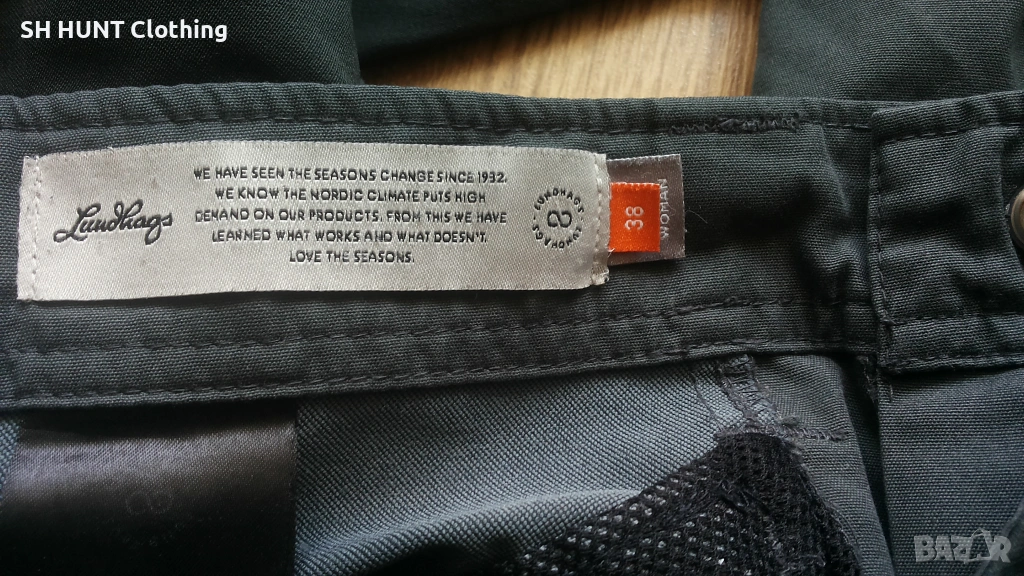 SH HUNT Clothing
Lundhags
WE HAVE SEEN THE SEASONS CHANGE SINCE 1932.
WE KNOW THE NORDIC CLIMATE PUTS HIGH
DEMAND ON OUR PRODUCTS. FROM THIS WE HAVE
LEARNED WHAT WORKS AND WHAT DOESN'T.
LOVE THE SEASONS.
LUNDHAGS
LUNDHAGS
38
WOMAN
BAZAR